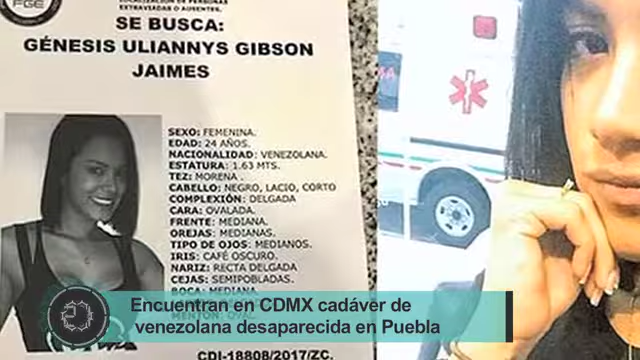 FGE
LOCALIZACIÓN DE PERSONAS
EXTRAVIADAS O AUSENTES.
SE BUSCA:
GÉNESIS ULIANNYS GIBSON
JAIMES
SEXO: FEMENINA.
EDAD: 24 AÑOS.
NACIONALIDAD: VENEZOLANA.
ESTATURA: 1.63 MTS.
TEZ: MORENA.
CABELLO: NEGRO, LACIO, CORTO
COMPLEXIÓN: DELGADA
CARA: OVALADA.
FRENTE: MEDIANA.
OREJAS: MEDIANAS.
TIPO DE OJOS: MEDIANOS.
IRIS: CAFÉ OSCURO.
NARIZ: RECTA DELGADA
CEJAS: SEMIPOBLADAS.
BOCA: MEDIANA
Encuentran en CDMX cadáver de
venezolana desaparecida en Puebla
CDI-18808/2017/ZC.